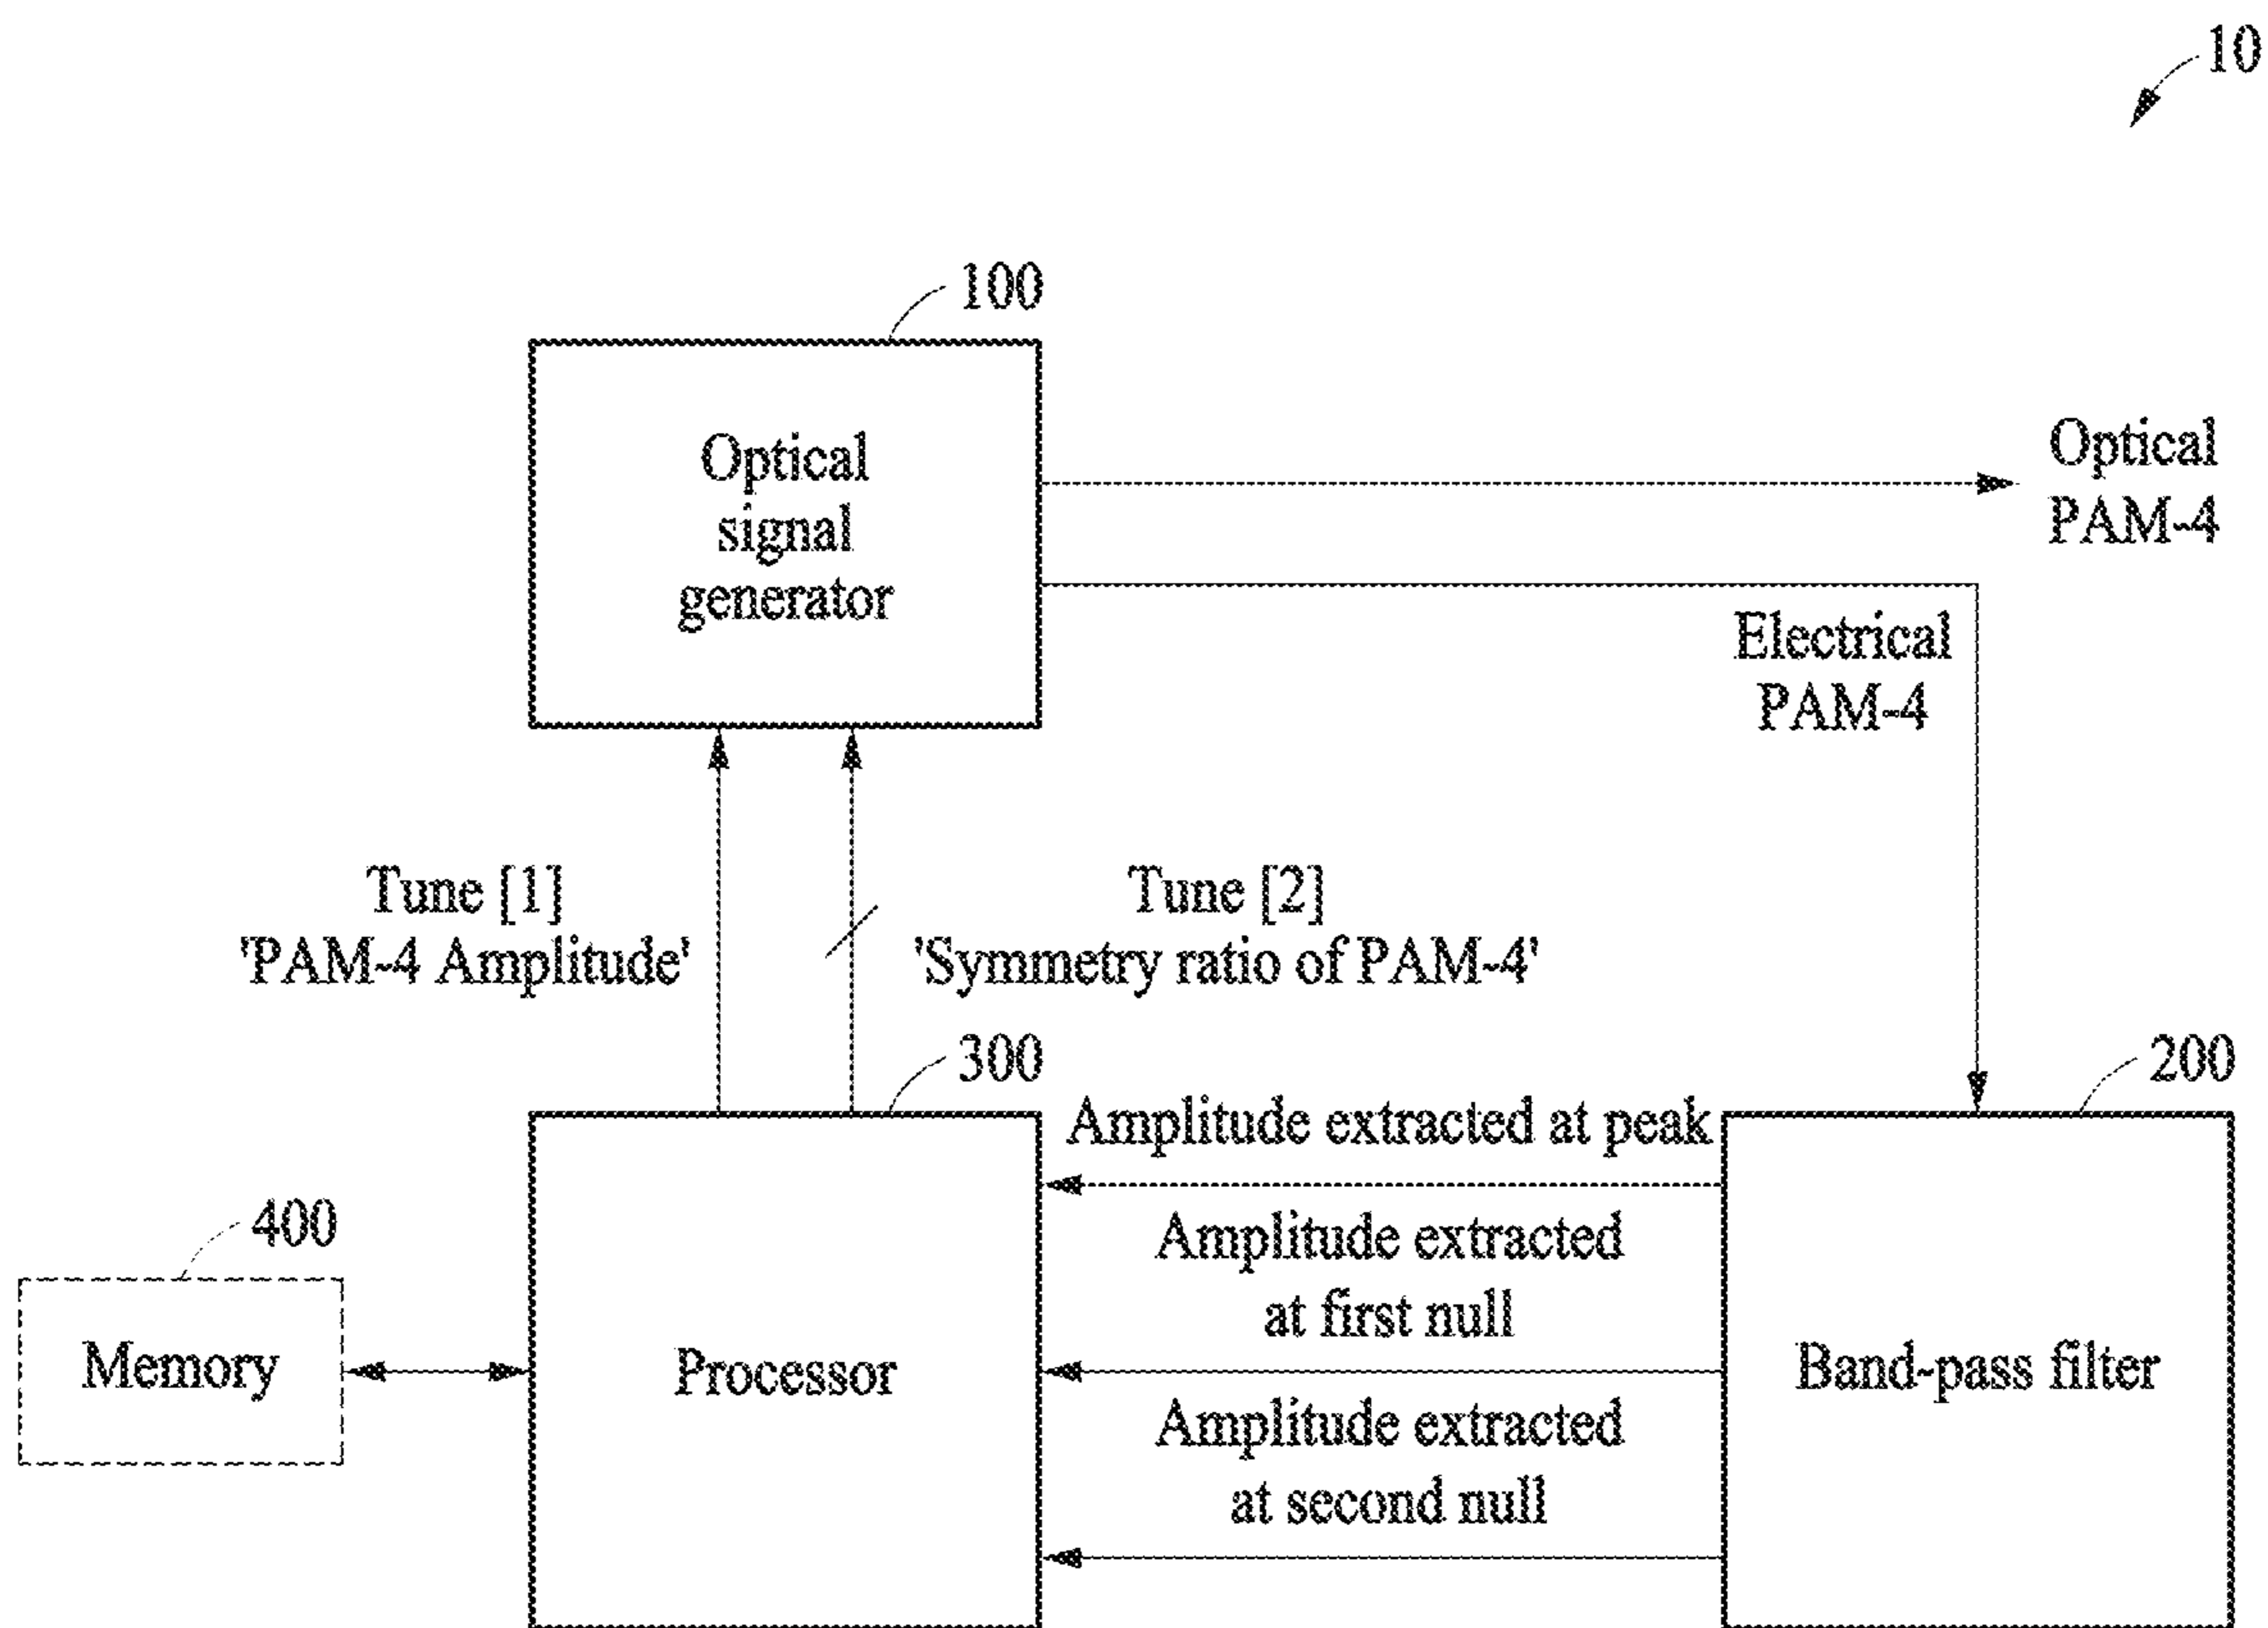 10
100
Optical
signal
generator
Optical
PAM-4
Electrical
PAM-4
Tune [1]
'PAM-4 Amplitude'
Tune [2]
'Symmetry ratio of PAM-4'
300
200
Amplitude extracted at peak
400
Amplitude extracted
at first null
Memory
Processor
Band-pass filter
Amplitude extracted
at second null